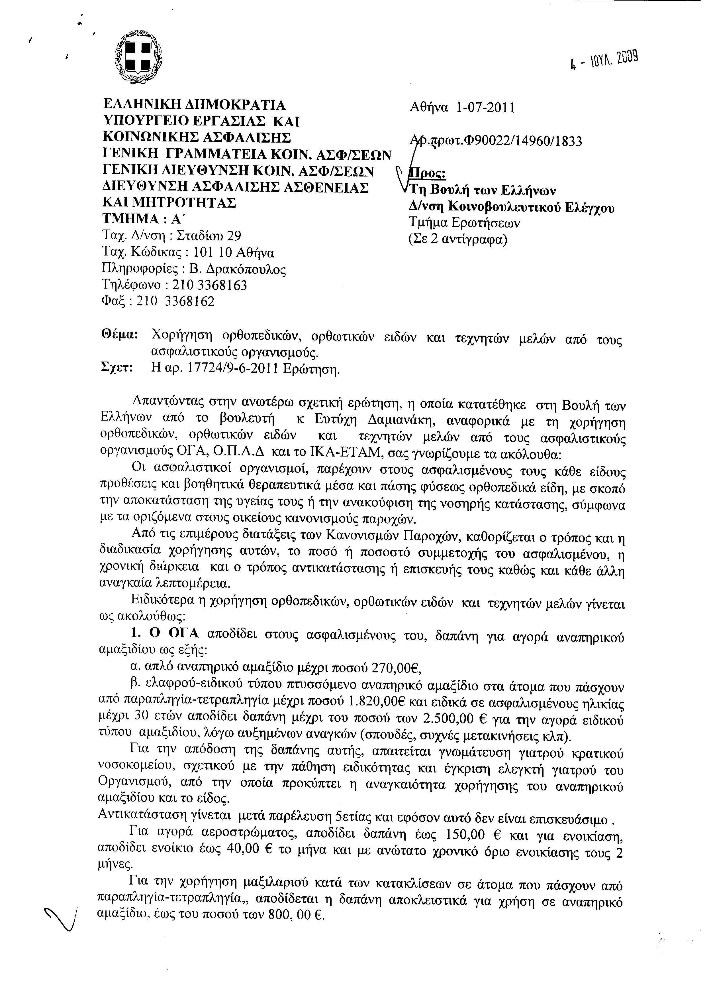 4 - ΙΟΥΛ. 2009
ΕΛΛΗΝΙΚΗ ΔΗΜΟΚΡΑΤΙΑ
ΥΠΟΥΡΓΕΙΟ ΕΡΓΑΣΙΑΣ ΚΑΙ
ΚΟΙΝΩΝΙΚΗΣ ΑΣΦΑΛΙΣΗΣ
ΓΕΝΙΚΗ ΓΡΑΜΜΑΤΕΙΑ ΚΟΙΝ. ΑΣΦ/ΣΕΩΝ
ΓΕΝΙΚΗ ΔΙΕΥΘΥΝΣΗ ΚΟΙΝ. ΑΣΦ/ΣΕΩΝ
ΔΙΕΥΘΥΝΣΗ ΑΣΦΑΛΙΣΗΣ ΑΣΘΕΝΕΙΑΣ
ΚΑΙ ΜΗΤΡΟΤΗΤΑΣ
ΤΜΗΜΑ : Α΄
Ταχ. Δ/νση : Σταδίου 29
Ταχ. Κώδικας : 101 10 Αθήνα
Πληροφορίες : Β. Δρακόπουλος
Τηλέφωνο : 210 3368163
Φαξ : 210 3368162
Αθήνα 1-07-2011
Αρ.πρωτ.Φ90022/14960/1833
Προς:
Τη Βουλή των Ελλήνων
Δ/νση Κοινοβουλευτικού Ελέγχου
Τμήμα Ερωτήσεων
(Σε 2 αντίγραφα)
Θέμα: Χορήγηση ορθοπεδικών, ορθωτικών ειδών και τεχνητών μελών από τους
ασφαλιστικούς οργανισμούς.
Σχετ: Η αρ. 17724/9-6-2011 Ερώτηση.
Απαντώντας στην ανωτέρω σχετική ερώτηση, η οποία κατατέθηκε στη Βουλή των
Ελλήνων από το βουλευτή κ Ευτύχη Δαμιανάκη, αναφορικά με τη χορήγηση
ορθοπεδικών, ορθωτικών ειδών και τεχνητών μελών από τους ασφαλιστικούς
οργανισμούς ΟΓΑ, Ο.Π.Α.Δ και το ΙΚΑ-ΕΤΑΜ, σας γνωρίζουμε τα ακόλουθα:
Οι ασφαλιστικοί οργανισμοί, παρέχουν στους ασφαλισμένους τους κάθε είδους
προθέσεις και βοηθητικά θεραπευτικά μέσα και πάσης φύσεως ορθοπεδικά είδη, με σκοπό
την αποκατάσταση της υγείας τους ή την ανακούφιση της νοσηρής κατάστασης, σύμφωνα
με τα οριζόμενα στους οικείους κανονισμούς παροχών.
Από τις επιμέρους διατάξεις των Κανονισμών Παροχών, καθορίζεται ο τρόπος και η
διαδικασία χορήγησης αυτών, το ποσό ή ποσοστό συμμετοχής του ασφαλισμένου, η
χρονική διάρκεια και ο τρόπος αντικατάστασης ή επισκευής τους καθώς και κάθε άλλη
αναγκαία λεπτομέρεια.
Ειδικότερα η χορήγηση ορθοπεδικών, ορθωτικών ειδών και τεχνητών μελών γίνεται
ως ακολούθως:
1. Ο ΟΓΑ αποδίδει στους ασφαλισμένους του, δαπάνη για αγορά αναπηρικού
αμαξιδίου ως εξής:
α. απλό αναπηρικό αμαξίδιο μέχρι ποσού 270,00€,
β. ελαφρού-ειδικού τύπου πτυσσόμενο αναπηρικό αμαξίδιο στα άτομα που πάσχουν
από παραπληγία-τετραπληγία μέχρι ποσού 1.820,00€ και ειδικά σε ασφαλισμένους ηλικίας
μέχρι 30 ετών αποδίδει δαπάνη μέχρι του ποσού των 2.500,00 € για την αγορά ειδικού
τύπου αμαξιδίου, λόγω αυξημένων αναγκών (σπουδές, συχνές μετακινήσεις κλπ).
Για την απόδοση της δαπάνης αυτής, απαιτείται γνωμάτευση γιατρού κρατικού
νοσοκομείου, σχετικού με την πάθηση ειδικότητας και έγκριση ελεγκτή γιατρού του
Οργανισμού, από την οποία προκύπτει η αναγκαιότητα χορήγησης του αναπηρικού
αμαξιδίου και το είδος.
Αντικατάσταση γίνεται μετά παρέλευση 5ετίας και εφόσον αυτό δεν είναι επισκευάσιμο .
Για αγορά αεροστρώματος, αποδίδει δαπάνη έως 150,00 € και για ενοικίαση,
αποδίδει ενοίκιο έως 40,00 € το μήνα και με ανώτατο χρονικό όριο ενοικίασης τους 2
μήνες.
Για την χορήγηση μαξιλαριού κατά των κατακλίσεων σε άτομα που πάσχουν από
παραπληγία-τετραπληγία,, αποδίδεται η δαπάνη αποκλειστικά για χρήση σε αναπηρικό
αμαξίδιο, έως του ποσού των 800, 00 €.